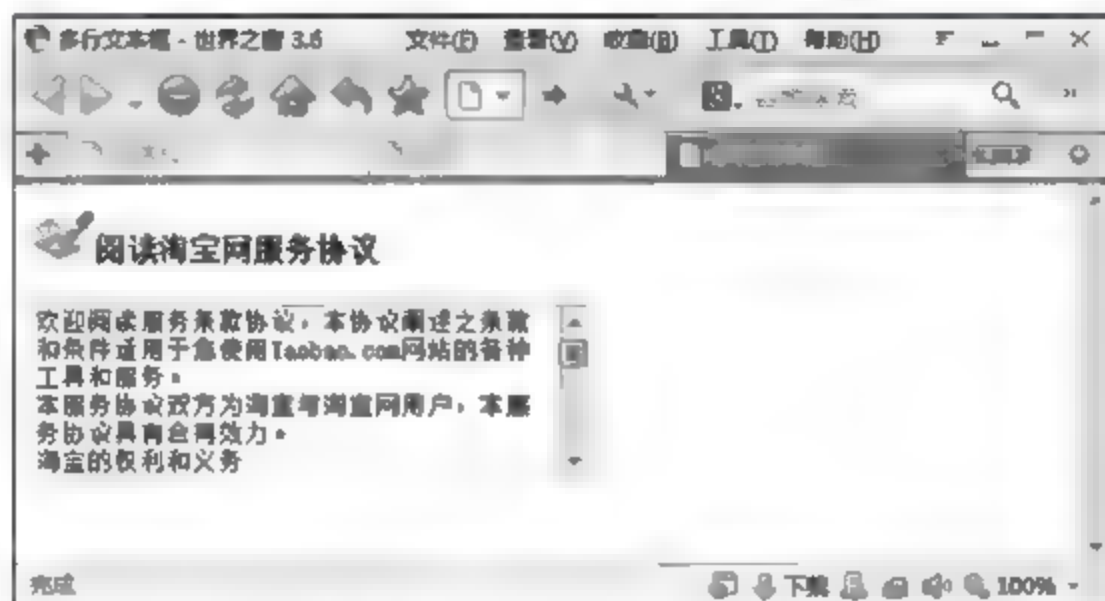 多行文本框 - 世界之窗 3.6 文件(F) 查看(V) 收藏(B) 工具(T) 帮助(H)
阅读淘宝网服务协议
欢迎阅读服务条款协议，本协议阐述之条款
和条件适用于您使用Taobao.com网站的各种
工具和服务。
本服务协议双方为淘宝与淘宝网用户，本服
务协议具有合同效力。
淘宝的权利和义务
完成 下载 100%